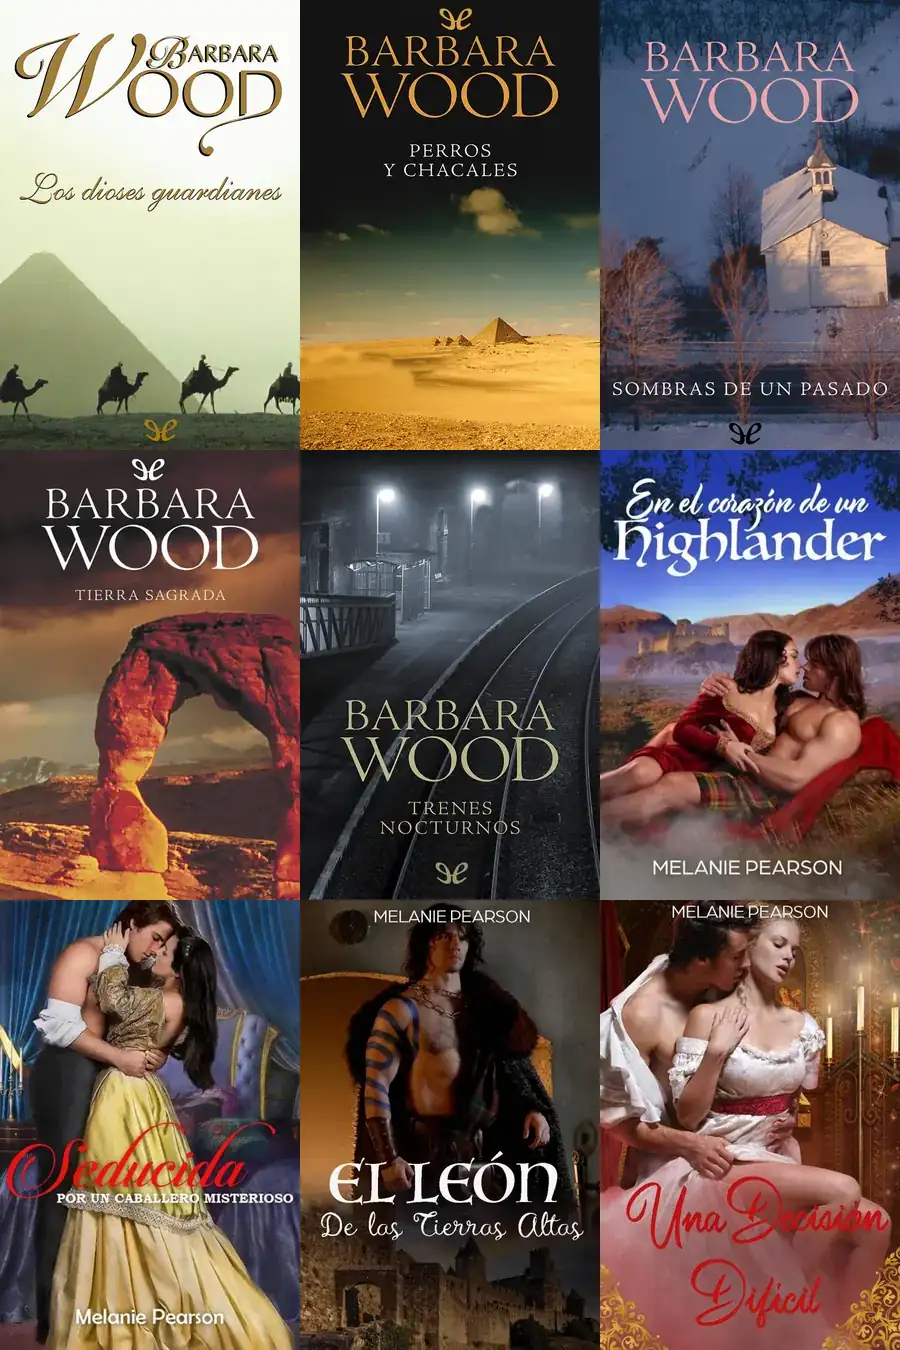 BARBARA
WOOD
Los dioses guardianes
BARBARA
WOOD
PERROS
Y CHACALES
BARBARA
WOOD
SOMBRAS DE UN PASADO
BARBARA
WOOD
TIERRA SAGRADA
BARBARA
WOOD
TRENES
NOCTURNOS
En el corazón de un
highlander
MELANIE PEARSON
Seducida
POR UN CABALLERO MISTERIOSO
Melanie Pearson
MELANIE PEARSON
EL LEÓN
De las Tierras Altas
MELANIE PEARSON
Una Decisión
Difícil